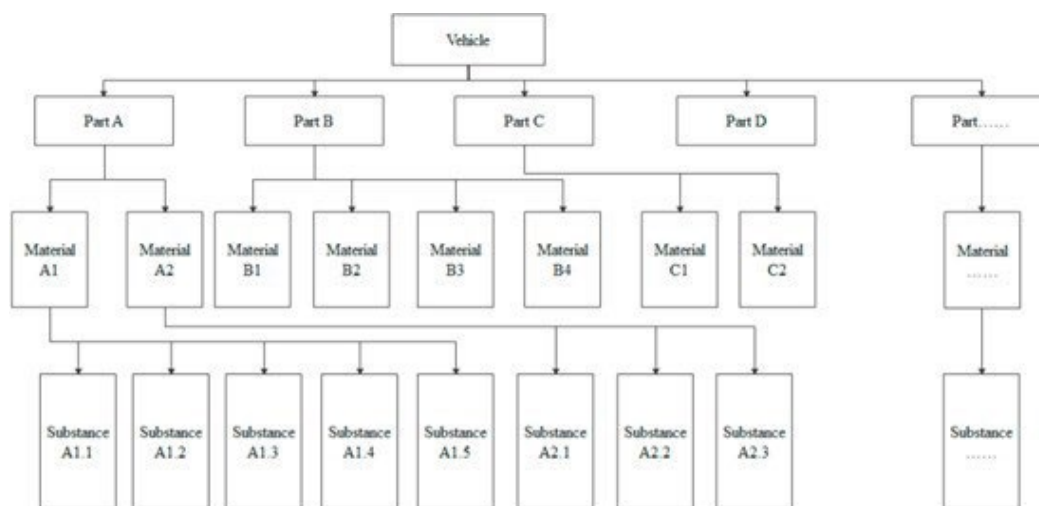 Vehicle
Part A
Part B
Part C
Part D
Part……
Material
A1
Material
A2
Material
B1
Material
B2
Material
B3
Material
B4
Material
C1
Material
C2
Material
……
Substance
A1.1
Substance
A1.2
Substance
A1.3
Substance
A1.4
Substance
A1.5
Substance
A2.1
Substance
A2.2
Substance
A2.3
Substance
……